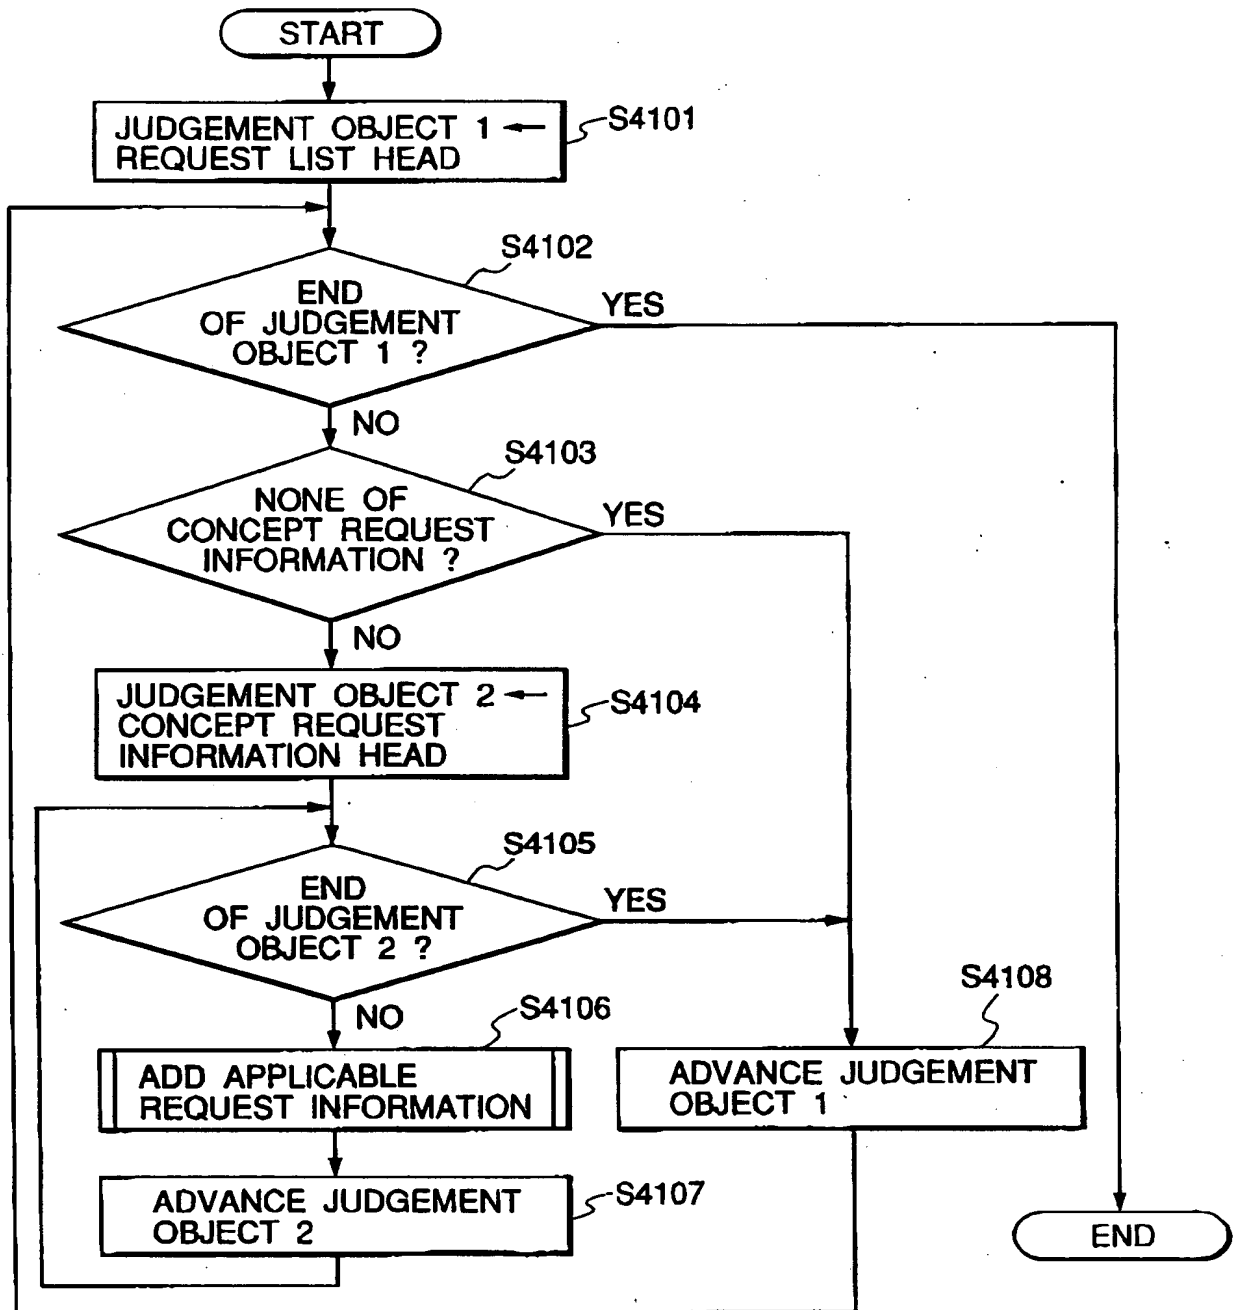 START
JUDGEMENT OBJECT 1 ←
REQUEST LIST HEAD
S4101
S4102
END
OF JUDGEMENT
OBJECT 1 ?
YES
NO
S4103
NONE OF
CONCEPT REQUEST
INFORMATION ?
YES
NO
JUDGEMENT OBJECT 2 ←
CONCEPT REQUEST
INFORMATION HEAD
S4104
S4105
END
OF JUDGEMENT
OBJECT 2 ?
YES
NO
S4106
ADD APPLICABLE
REQUEST INFORMATION
S4108
ADVANCE JUDGEMENT
OBJECT 1
ADVANCE JUDGEMENT
OBJECT 2
S4107
END